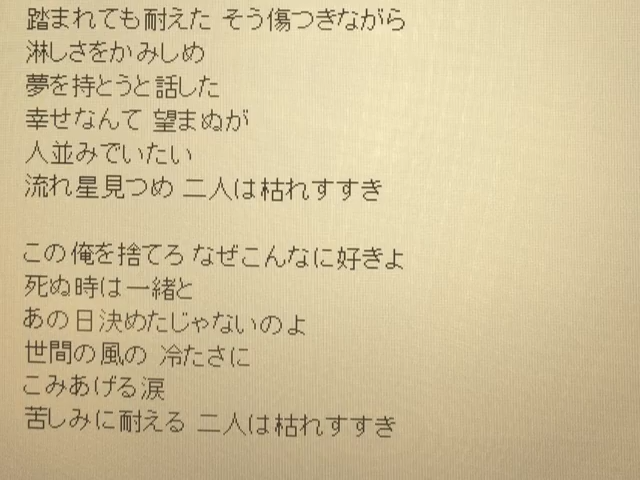 踏まれても耐えた そう傷つきながら
淋しさをかみしめ
夢を持とうと話した
幸せなんて 望まぬが
人並みでいたい
流れ星見つめ 二人は枯れすすき
この俺を捨てろ なぜこんなに好きよ
死ぬ時は一緒と
あの日決めたじゃないのよ
世間の風の 冷たさに
こみあげる涙
苦しみに耐える 二人は枯れすすき